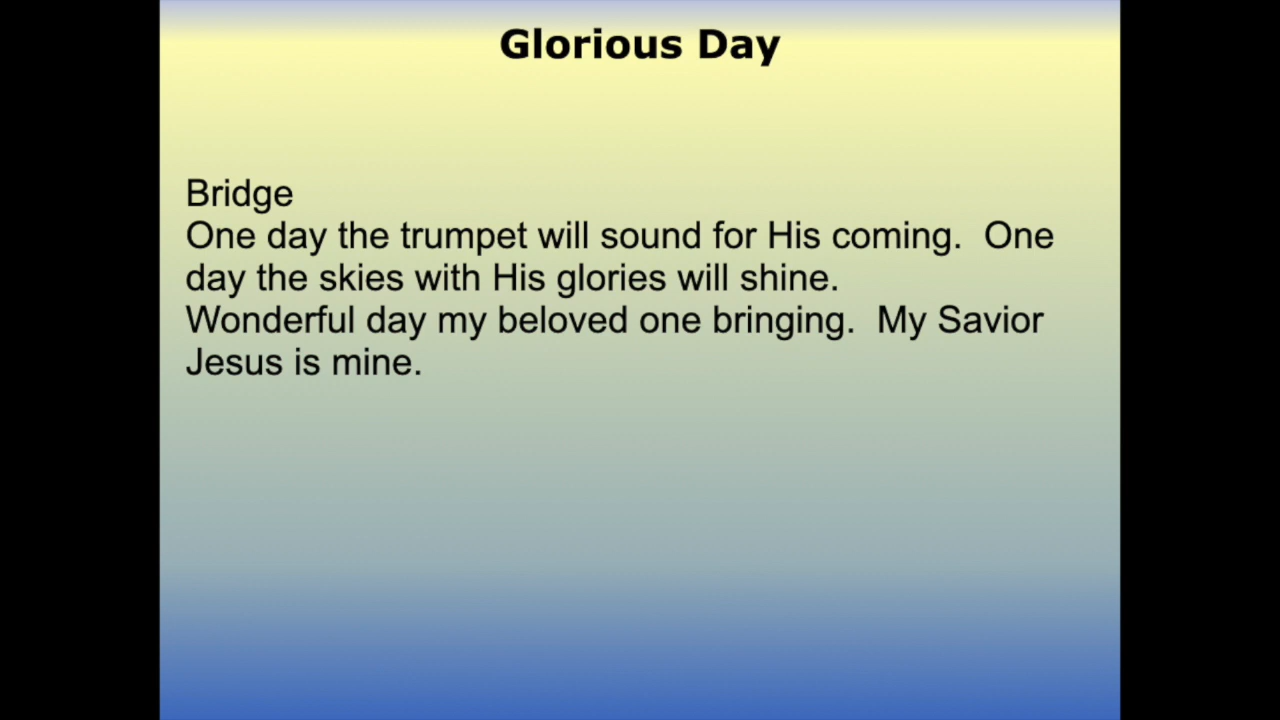 Glorious Day
Bridge
One day the trumpet will sound for His coming.  One
day the skies with His glories will shine.
Wonderful day my beloved one bringing.  My Savior
Jesus is mine.